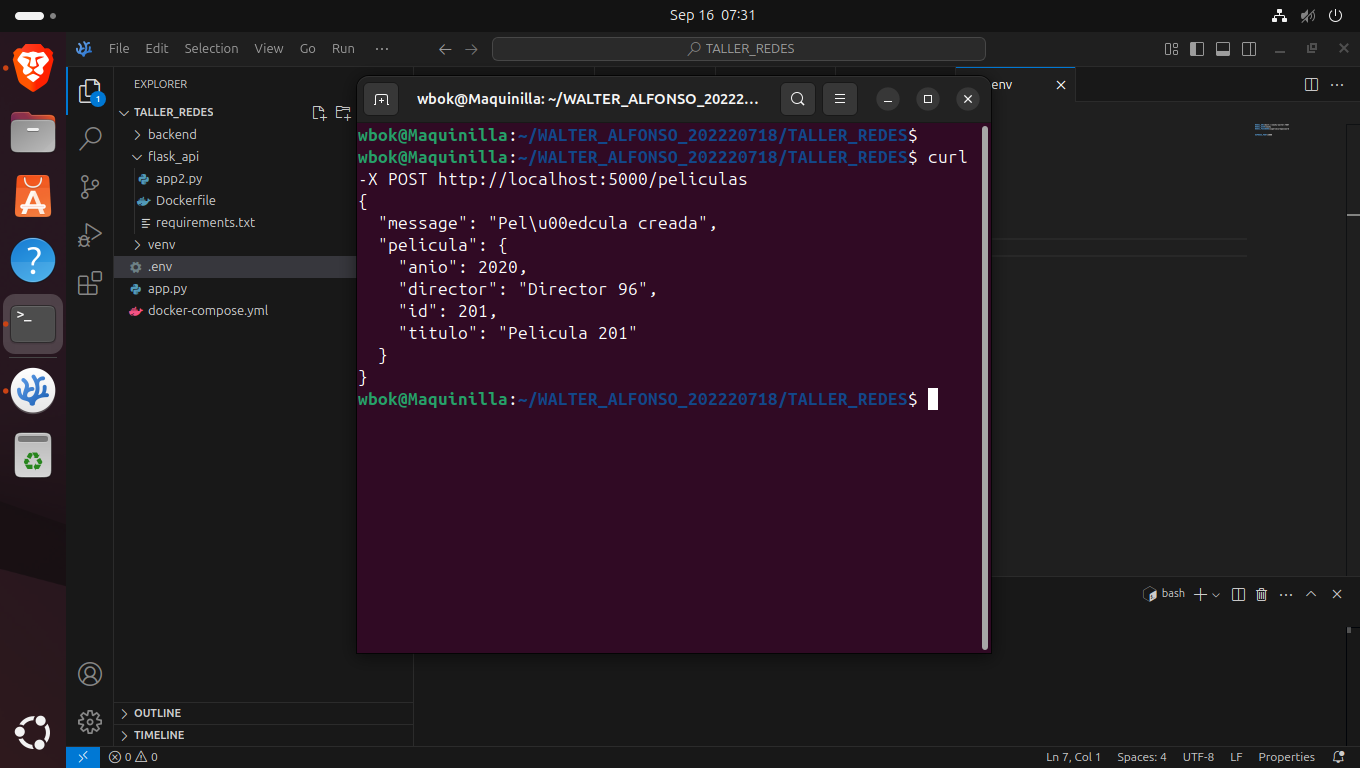 Sep 16 07:31
File Edit Selection View Go Run ···
TALLER_REDES
EXPLORER
TALLER_REDES
backend
flask_api
app2.py
Dockerfile
requirements.txt
venv
.env
app.py
docker-compose.yml
OUTLINE
TIMELINE
1
env
wbok@Maquinilla: ~/WALTER_ALFONSO_20222...
wbok@Maquinilla:~/WALTER_ALFONSO_202220718/TALLER_REDES$
wbok@Maquinilla:~/WALTER_ALFONSO_202220718/TALLER_REDES$ curl
-X POST http://localhost:5000/peliculas
{
"message": "Pel\u00edcula creada",
"pelicula": {
"anio": 2020,
"director": "Director 96",
"id": 201,
"titulo": "Pelicula 201"
}
}
wbok@Maquinilla:~/WALTER_ALFONSO_202220718/TALLER_REDES$
bash
0 0
Ln 7, Col 1 Spaces: 4 UTF-8 LF Properties